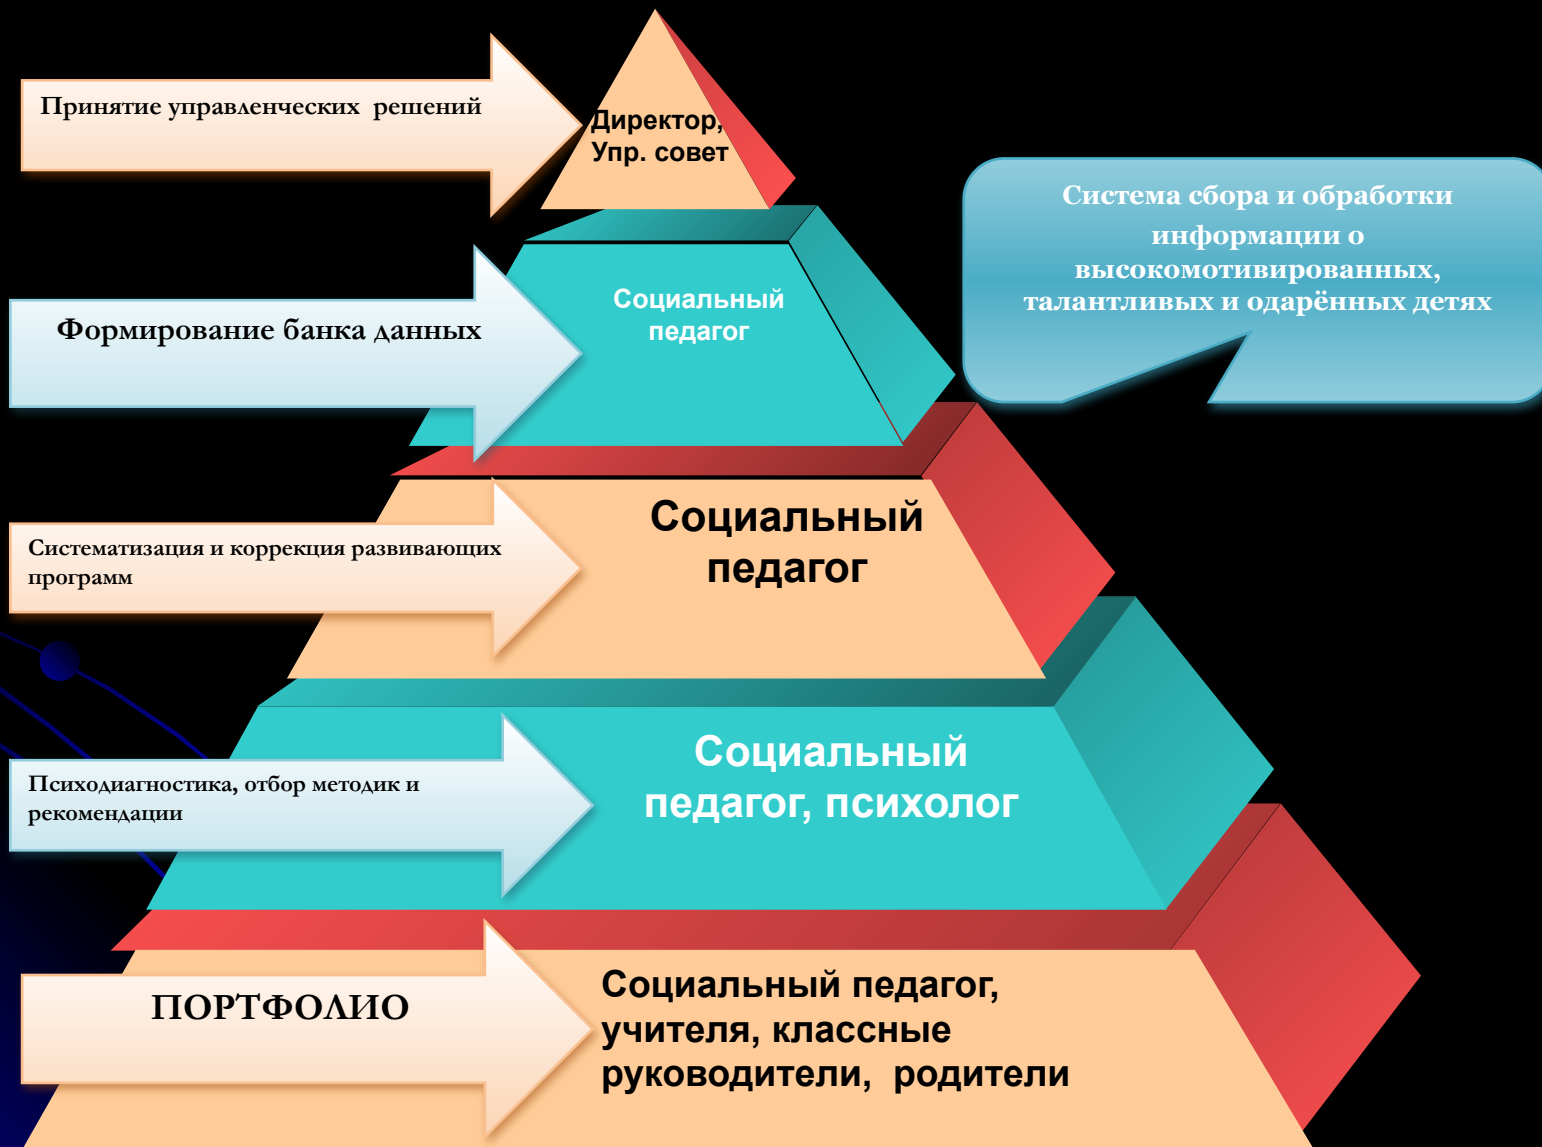 Принятие управленческих решений
Директор,
Упр. совет
Система сбора и обработки
информации о
высокомотивированных,
талантливых и одарённых детях
Формирование банка данных
Социальный
педагог
Систематизация и коррекция развивающих
программ
Социальный
педагог
Психодиагностика, отбор методик и
рекомендации
Социальный
педагог, психолог
ПОРТФОЛИО
Социальный педагог,
учителя, классные
руководители, родители